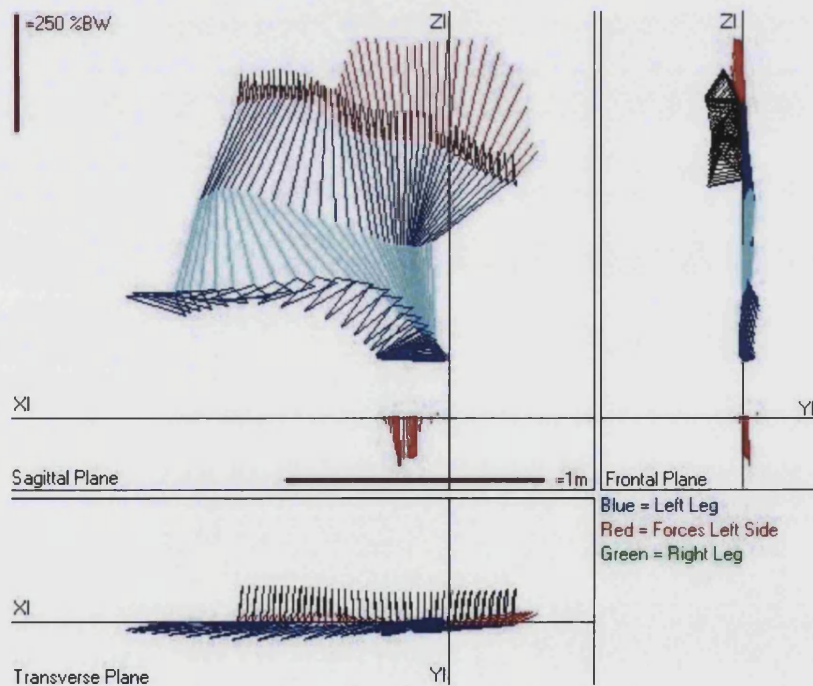 =250 %BW
ZI
ZI
XI
YI
Sagittal Plane
=1m
Frontal Plane
Blue = Left Leg
Red = Forces Left Side
Green = Right Leg
XI
Transverse Plane
YI